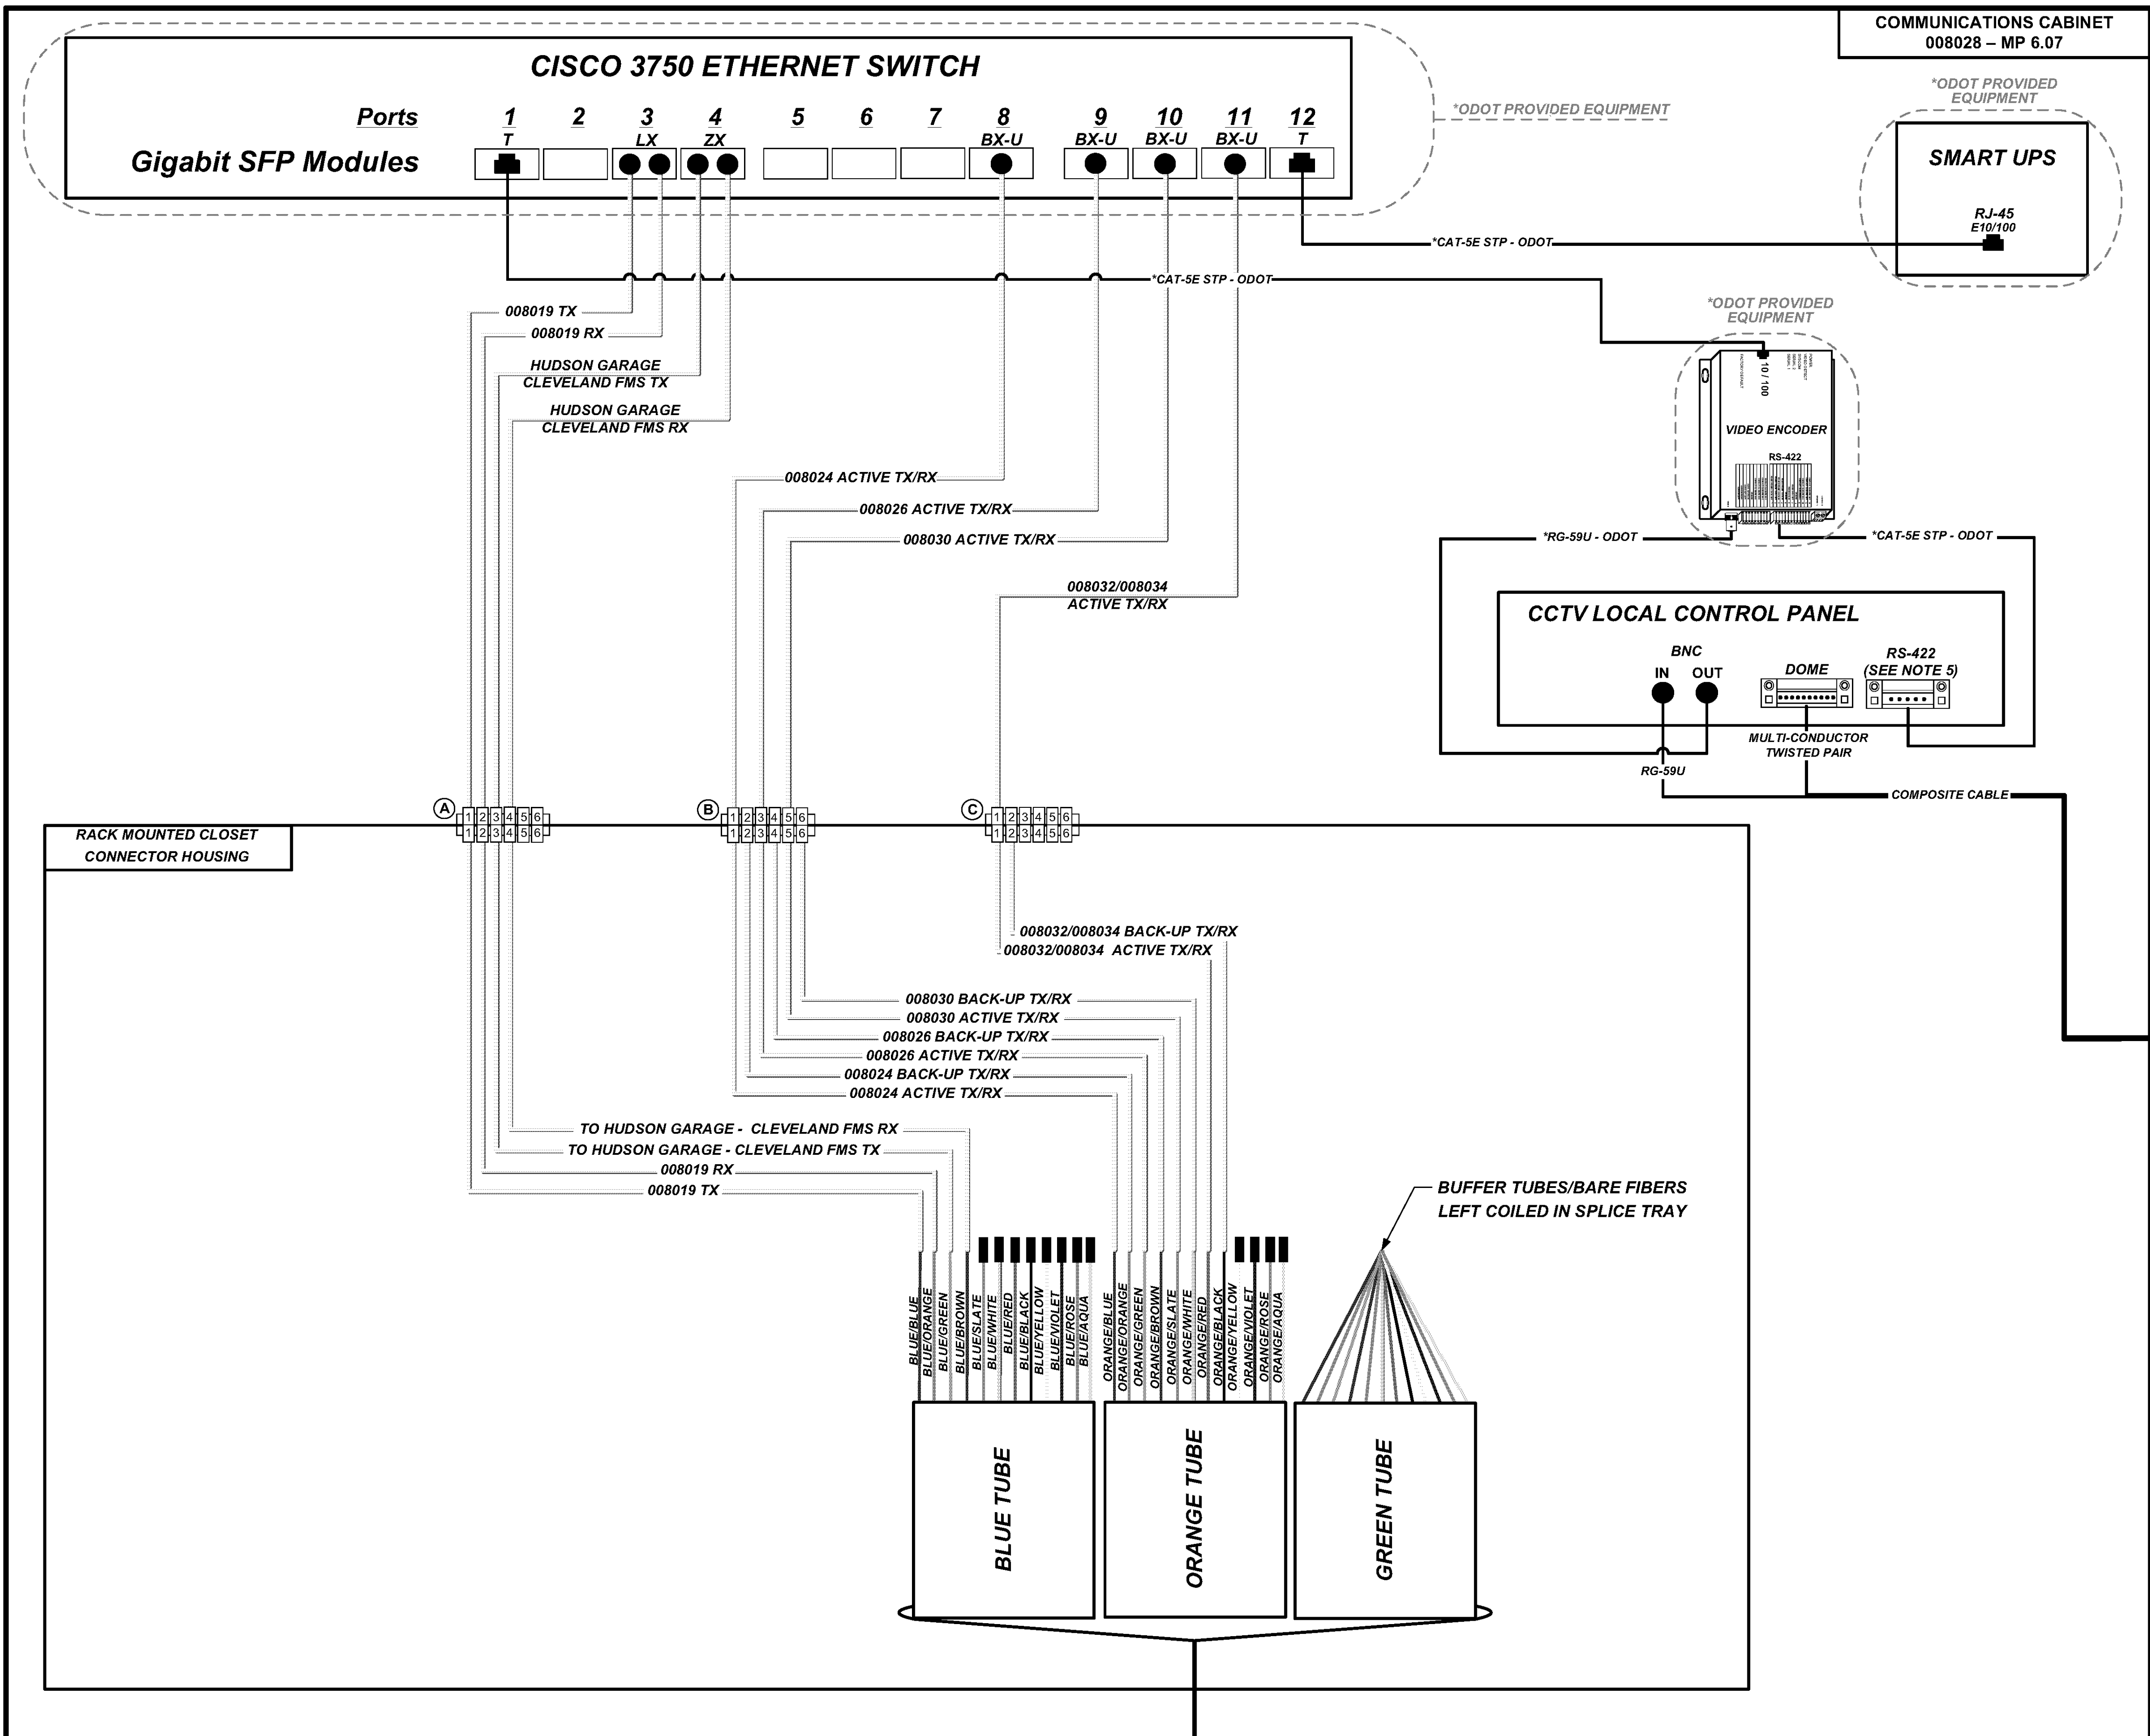 COMMUNICATIONS CABINET
008028 – MP 6.07
CISCO 3750 ETHERNET SWITCH
Ports 1 2 3 4 5 6 7 8 9 10 11 12
T LX ZX BX-U BX-U BX-U BX-U T
Gigabit SFP Modules
*ODOT PROVIDED EQUIPMENT
*ODOT PROVIDED
EQUIPMENT
SMART UPS
RJ-45
E10/100
*CAT-5E STP - ODOT
*CAT-5E STP - ODOT
*ODOT PROVIDED
EQUIPMENT
10 / 100
FACTORY DEFAULT
VIDEO ENCODER
RS-422
008019 TX
008019 RX
HUDSON GARAGE
CLEVELAND FMS TX
HUDSON GARAGE
CLEVELAND FMS RX
008024 ACTIVE TX/RX
008026 ACTIVE TX/RX
008030 ACTIVE TX/RX
008032/008034
ACTIVE TX/RX
*RG-59U - ODOT
*CAT-5E STP - ODOT
CCTV LOCAL CONTROL PANEL
BNC
IN OUT
DOME
RS-422
(SEE NOTE 5)
MULTI-CONDUCTOR
TWISTED PAIR
RG-59U
COMPOSITE CABLE
A
1 2 3 4 5 6
1 2 3 4 5 6
B
1 2 3 4 5 6
1 2 3 4 5 6
C
1 2 3 4 5 6
1 2 3 4 5 6
RACK MOUNTED CLOSET
CONNECTOR HOUSING
008032/008034 BACK-UP TX/RX
008032/008034 ACTIVE TX/RX
008030 BACK-UP TX/RX
008030 ACTIVE TX/RX
008026 BACK-UP TX/RX
008026 ACTIVE TX/RX
008024 BACK-UP TX/RX
008024 ACTIVE TX/RX
TO HUDSON GARAGE - CLEVELAND FMS RX
TO HUDSON GARAGE - CLEVELAND FMS TX
008019 RX
008019 TX
BUFFER TUBES/BARE FIBERS
LEFT COILED IN SPLICE TRAY
BLUE/BLUE
BLUE/ORANGE
BLUE/GREEN
BLUE/BROWN
BLUE/SLATE
BLUE/WHITE
BLUE/RED
BLUE/BLACK
BLUE/YELLOW
BLUE/VIOLET
BLUE/ROSE
BLUE/AQUA
ORANGE/BLUE
ORANGE/ORANGE
ORANGE/GREEN
ORANGE/BROWN
ORANGE/SLATE
ORANGE/WHITE
ORANGE/RED
ORANGE/BLACK
ORANGE/YELLOW
ORANGE/VIOLET
ORANGE/ROSE
ORANGE/AQUA
BLUE TUBE
ORANGE TUBE
GREEN TUBE